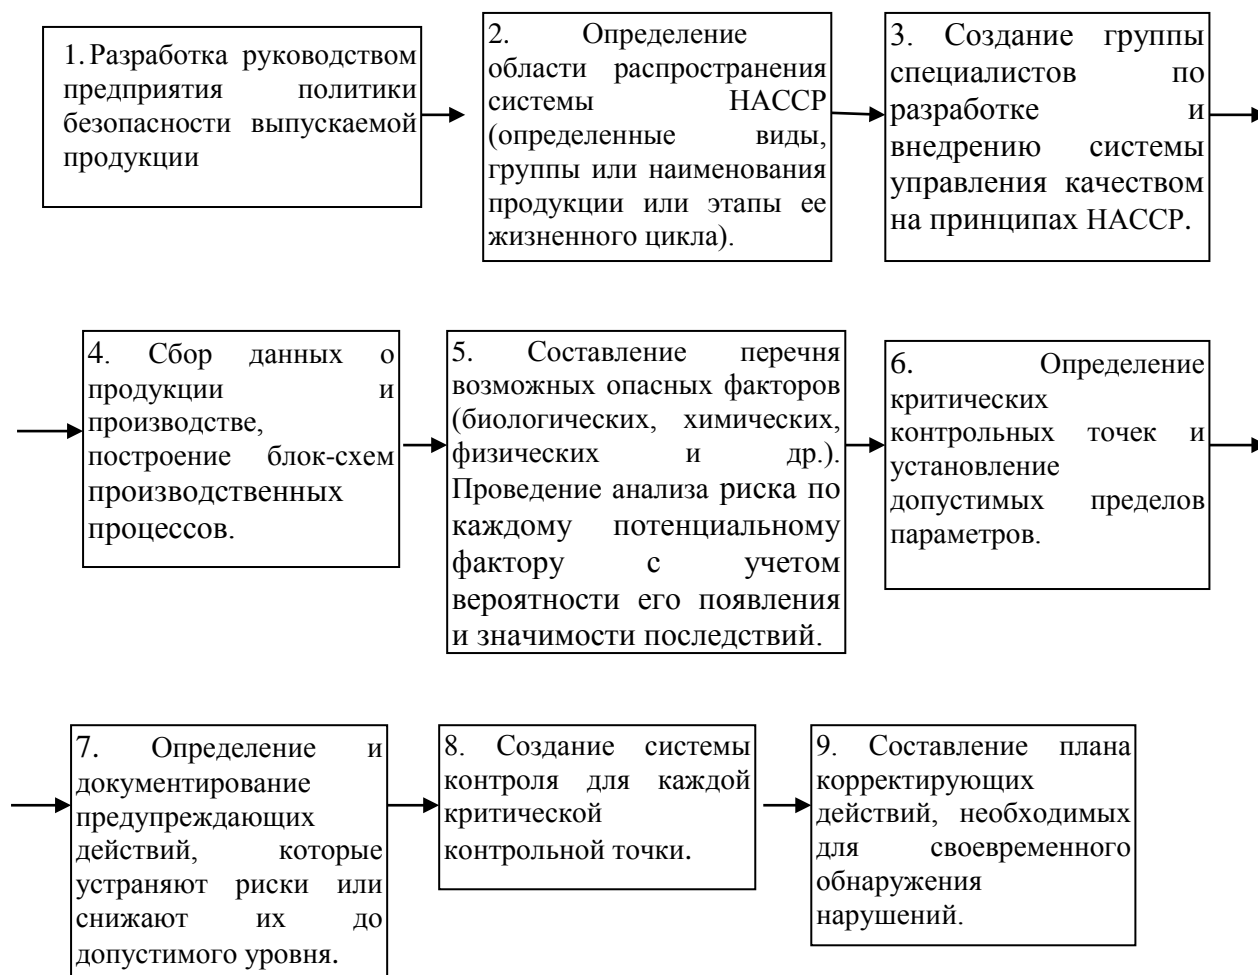 1. Разработка руководством
предприятия политики
безопасности выпускаемой
продукции
2. Определение
области распространения
системы НАССР
(определенные виды,
группы или наименования
продукции или этапы ее
жизненного цикла).
3. Создание группы
специалистов по
разработке и
внедрению системы
управления качеством
на принципах НАССР.
4. Сбор данных о
продукции и
производстве,
построение блок-схем
производственных
процессов.
5. Составление перечня
возможных опасных факторов
(биологических, химических,
физических и др.).
Проведение анализа риска по
каждому потенциальному
фактору с учетом
вероятности его появления
и значимости последствий.
6. Определение
критических
контрольных точек и
установление
допустимых пределов
параметров.
7. Определение и
документирование
предупреждающих
действий, которые
устраняют риски или
снижают их до
допустимого уровня.
8. Создание системы
контроля для каждой
критической
контрольной точки.
9. Составление плана
корректирующих
действий, необходимых
для своевременного
обнаружения
нарушений.